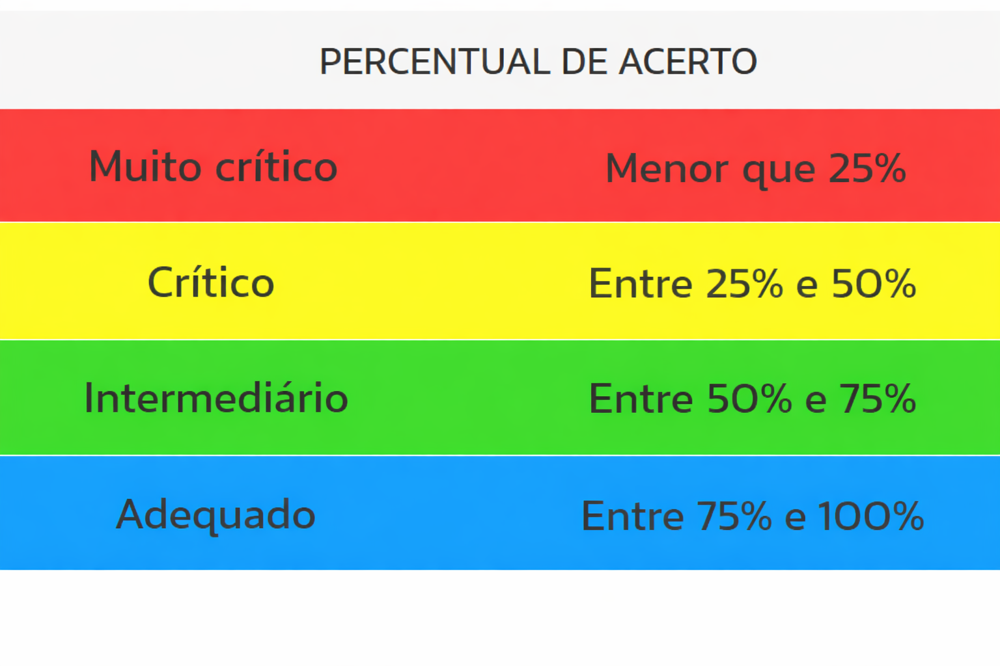 PERCENTUAL DE ACERTO
Muito crítico Menor que 25%
Crítico Entre 25% e 50%
Intermediário Entre 50% e 75%
Adequado Entre 75% e 100%